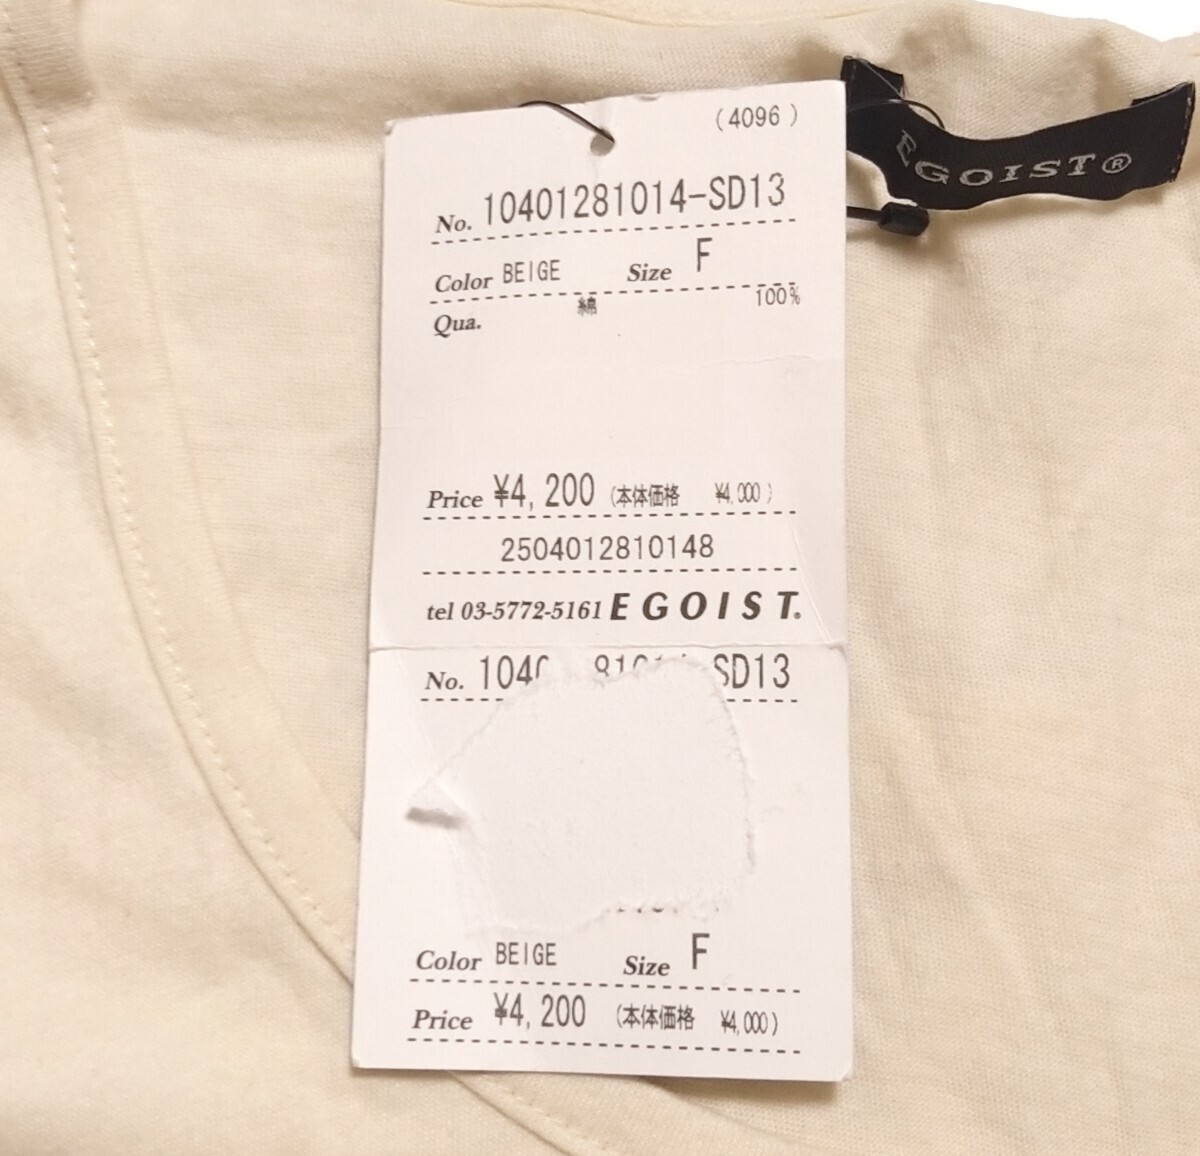 (4096)
EGOIST®
No. 10401281014-SD13
Color BEIGE Size F
綿 100%
Qua.
Price ¥4,200 (本体価格 ¥4,000)
2504012810148
tel 03-5772-5161 EGOIST.
No. 104 SD13
Color BEIGE Size F
Price ¥4,200 (本体価格 ¥4,000)